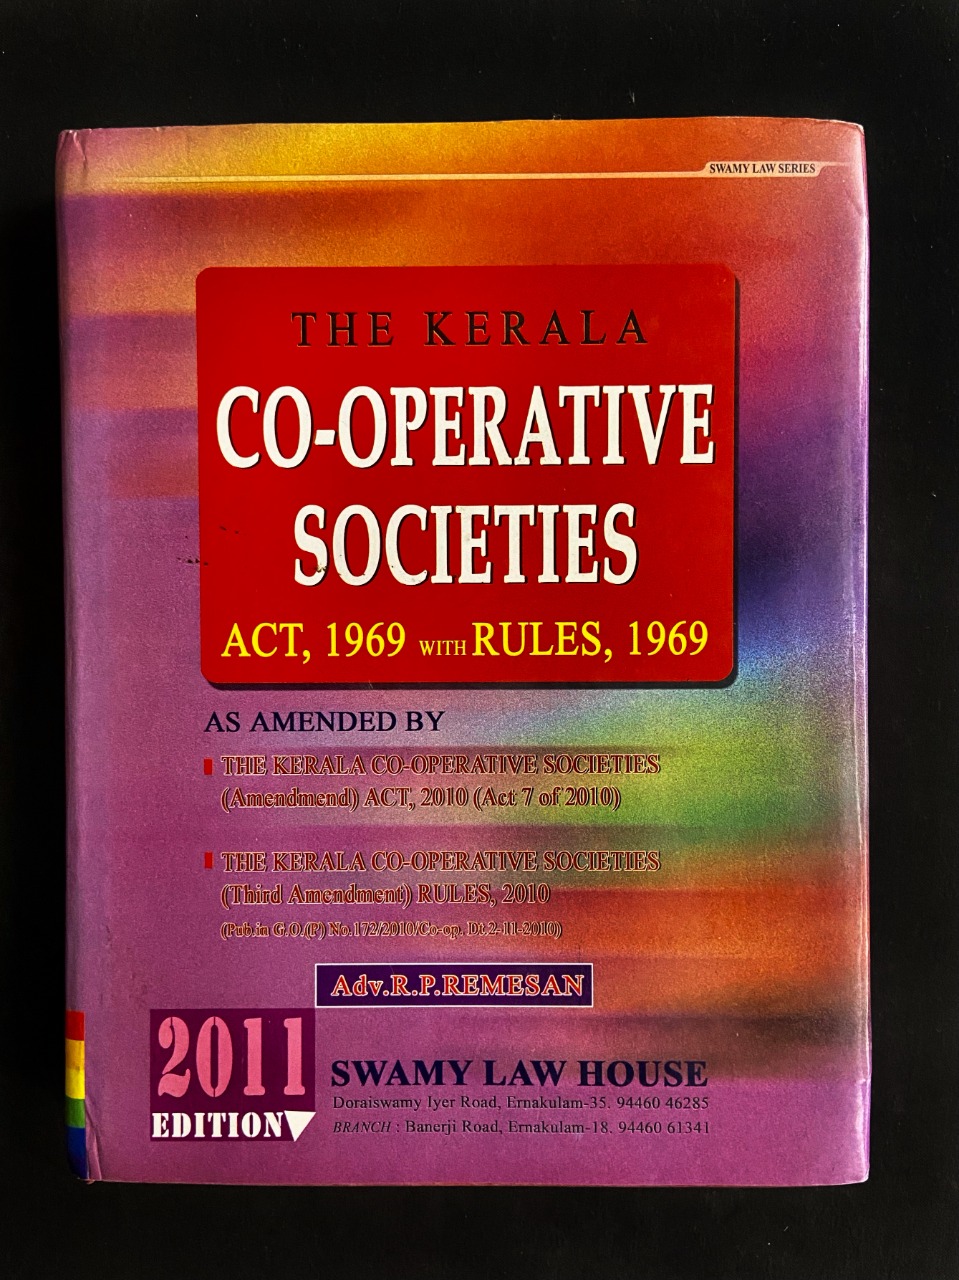 SWAMY LAW SERIES
THE KERALA
CO-OPERATIVE
SOCIETIES
ACT, 1969 WITH RULES, 1969
AS AMENDED BY
THE KERALA CO-OPERATIVE SOCIETIES
(Amendmend) ACT, 2010 (Act 7 of 2010)
THE KERALA CO-OPERATIVE SOCIETIES
(Third Amendment) RULES, 2010
(Pub.in G.O.(P) No.172/2010/Co-op. Dt.2-11-2010)
Adv.R.P.REMESAN
2011
EDITION
SWAMY LAW HOUSE
Doraiswamy Iyer Road, Ernakulam-35. 94460 46285
BRANCH : Banerji Road, Ernakulam-18. 94460 61341